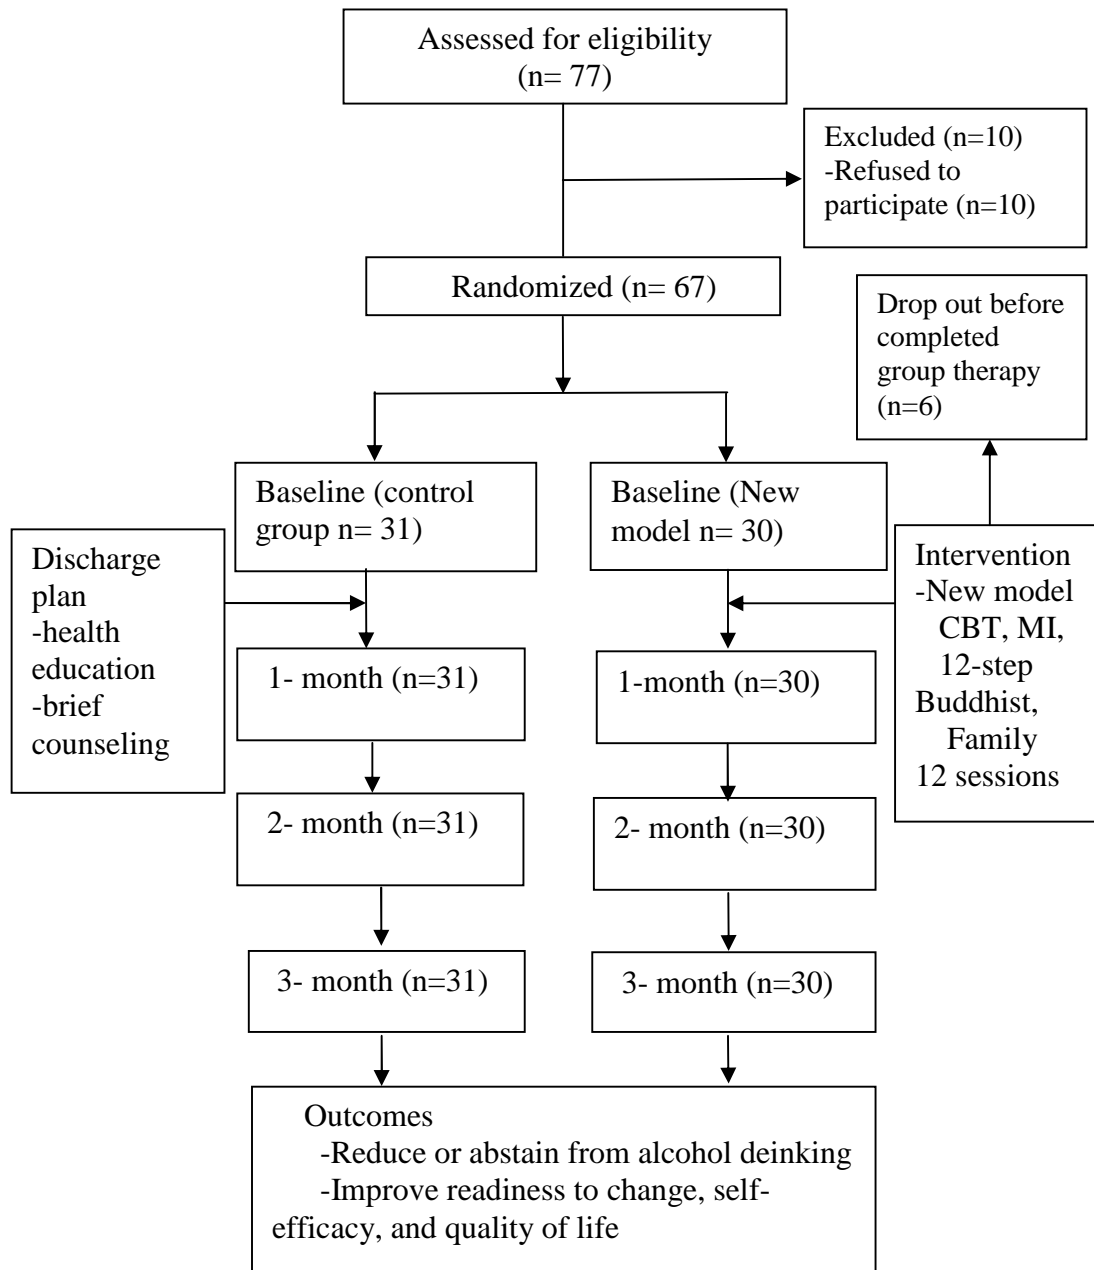 Assessed for eligibility
(n= 77)
Excluded (n=10)
-Refused to
participate (n=10)
Randomized (n= 67)
Drop out before
completed
group therapy
(n=6)
Baseline (control
group n= 31)
Baseline (New
model n= 30)
Discharge
plan
-health
education
-brief
counseling
Intervention
-New model
CBT, MI,
12-step
Buddhist,
Family
12 sessions
1- month (n=31)
1-month (n=30)
2- month (n=31)
2- month (n=30)
3- month (n=31)
3- month (n=30)
Outcomes
-Reduce or abstain from alcohol deinking
-Improve readiness to change, self-
efficacy, and quality of life